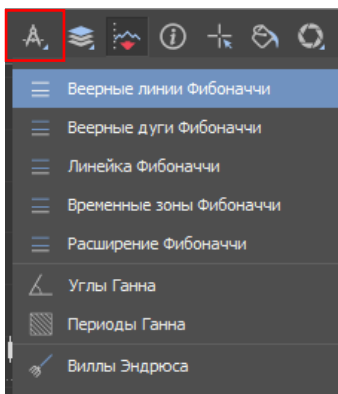 Веерные линии Фибоначчи
Веерные дуги Фибоначчи
Линейка Фибоначчи
Временные зоны Фибоначчи
Расширение Фибоначчи
Углы Ганна
Периоды Ганна
Виллы Эндрюса